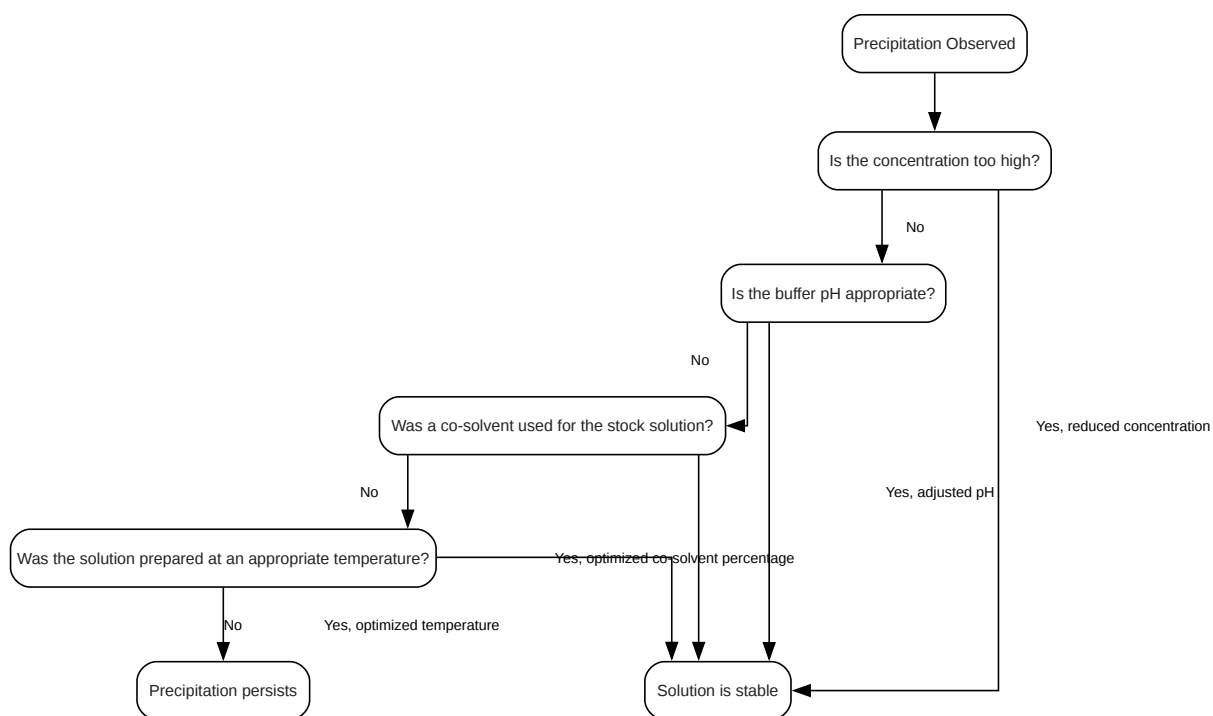 Precipitation Observed
Is the concentration too high?
No
Is the buffer pH appropriate?
No
Was a co-solvent used for the stock solution?
Yes, reduced concentration
No
Yes, adjusted pH
Was the solution prepared at an appropriate temperature?
Yes, optimized co-solvent percentage
No
Yes, optimized temperature
Precipitation persists
Solution is stable